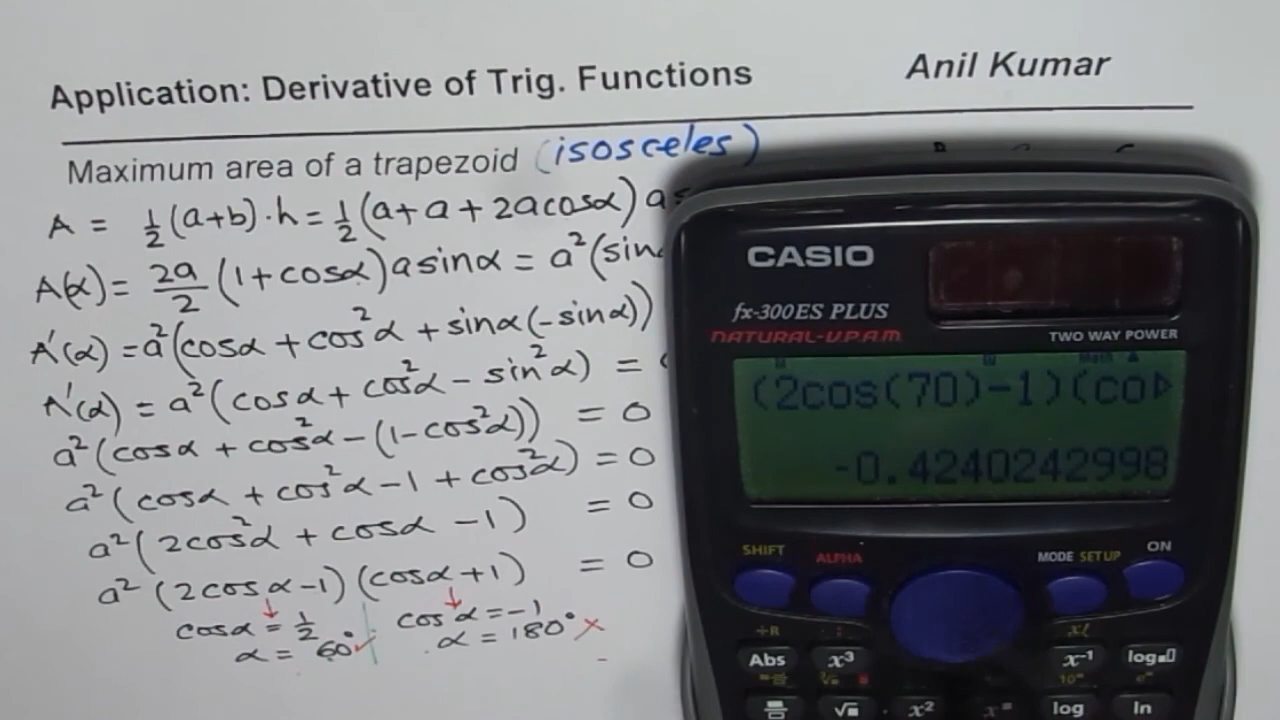 Application: Derivative of Trig. Functions
Anil Kumar
Maximum area of a trapezoid (isosceles)
A = 1/2 (a+b)·h = 1/2 (a + a + 2acosα) a
A(α) = 2a/2 (1+cosα) a sinα = a² (sin
A'(α) = a² (cosα + cos²α + sinα(-sinα))
A'(α) = a² (cosα + cos²α - sin²α) =
a² (cosα + cos²α - (1-cos²α)) = 0
a² (cosα + cos²α - 1 + cos²α) = 0
a² (2cos²α + cosα - 1) = 0
a² (2cosα - 1) (cosα + 1) = 0
cosα = 1/2
α = 60° ✓
cosα = -1
α = 180° ×
CASIO
fx-300ES PLUS
NATURAL-V.P.A.M.
TWO WAY POWER
Math ▲
(2cos(70)-1)(co▶
-0.4240242998
SHIFT ALPHA MODE SETUP ON
Abs x³ x⁻¹ log
x² log ln